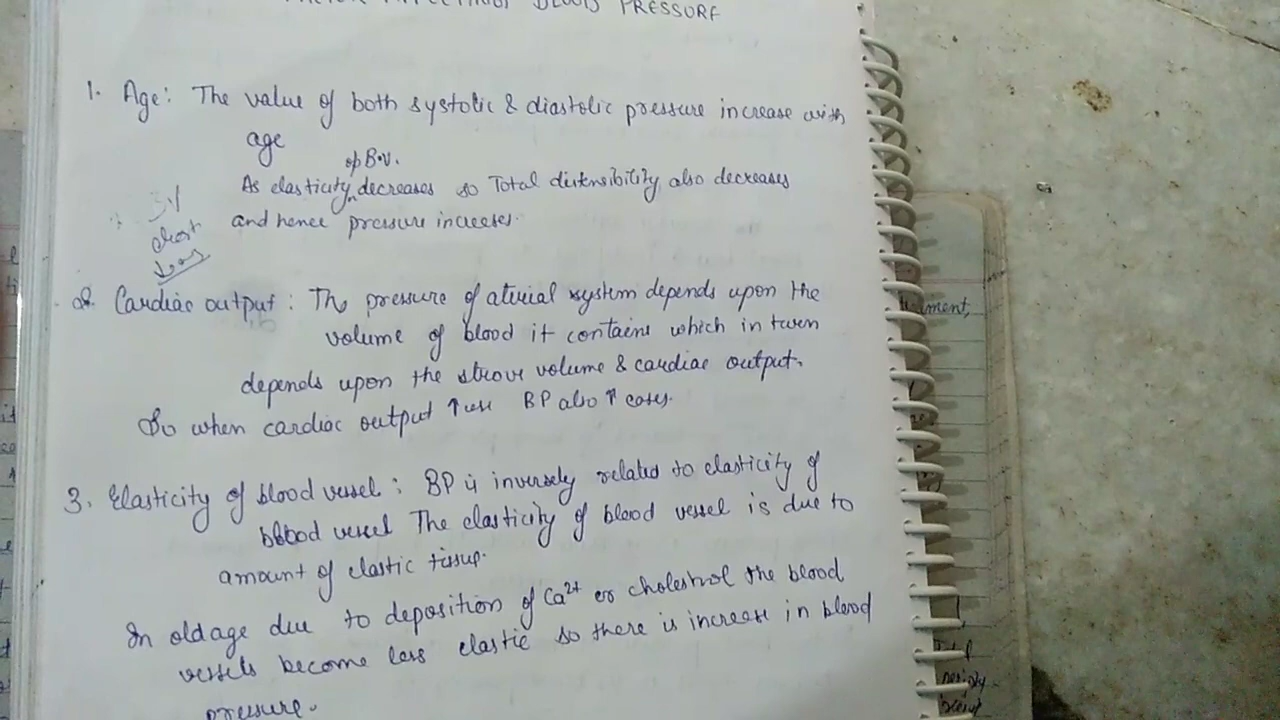 BLOOD PRESSURE
1. Age: The value of both systolic & diastolic pressure increase with
age
of B.V.
As elasticity decreases so Total distensibility also decreases
and hence pressure increses.
2. Cardiac output: The pressure of aterial system depends upon the
volume of blood it contains which in turn
depends upon the strove volume & cardiac output.
So when cardiac output ↑ses BP also ↑ cases.
3. Elasticity of blood vessel: BP is inversely related to elasticity of
blood vessel The elasticity of blood vessel is due to
amount of elastic tissue.
In old age due to deposition of Ca²⁺ or cholestrol the blood
vessels become less elastic so there is increase in blood
pressure.